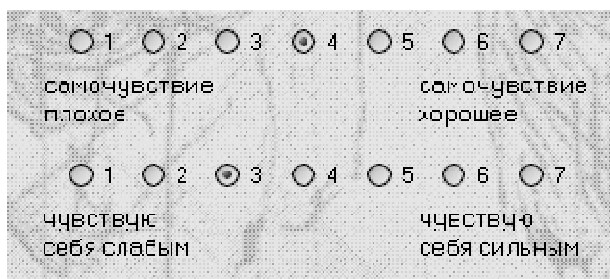 1 2 3 4 5 6 7
самочувствие самочувствие
плохое хорошее
1 2 3 4 5 6 7
чувствую чувствую
себя слабым себя сильным